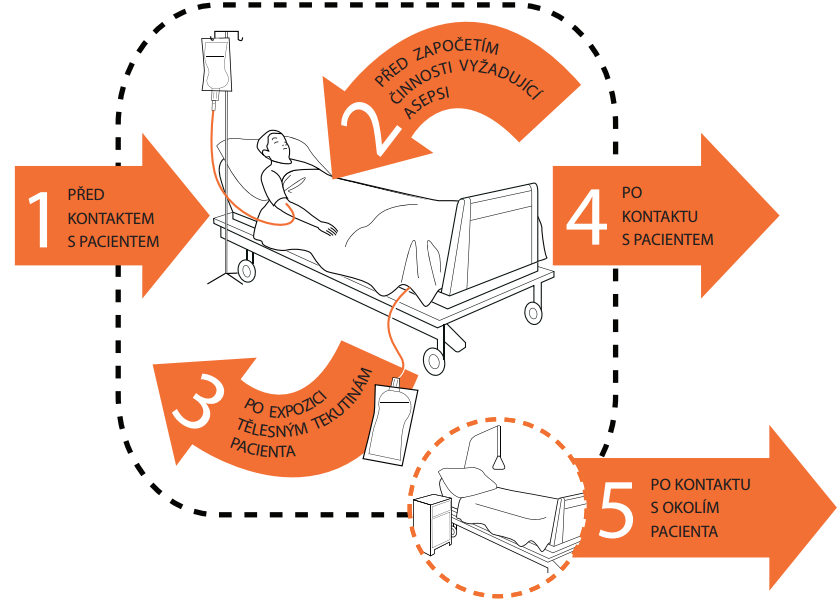 1
PŘED
KONTAKTEM
S PACIENTEM
2
PŘED ZAPOČETÍM
ČINNOSTI VYŽADUJÍCÍ
ASEPSI
3
PO EXPOZICI
TĚLESNÝM TEKUTINÁM
PACIENTA
4
PO
KONTAKTU
S PACIENTEM
5
PO KONTAKTU
S OKOLÍM
PACIENTA